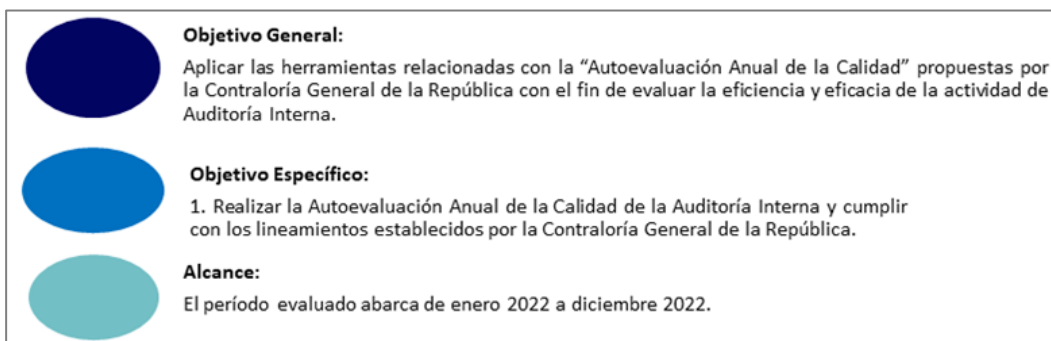 Objetivo General:
Aplicar las herramientas relacionadas con la “Autoevaluación Anual de la Calidad” propuestas por
la Contraloría General de la República con el fin de evaluar la eficiencia y eficacia de la actividad de
Auditoría Interna.
Objetivo Específico:
1. Realizar la Autoevaluación Anual de la Calidad de la Auditoría Interna y cumplir
con los lineamientos establecidos por la Contraloría General de la República.
Alcance:
El período evaluado abarca de enero 2022 a diciembre 2022.